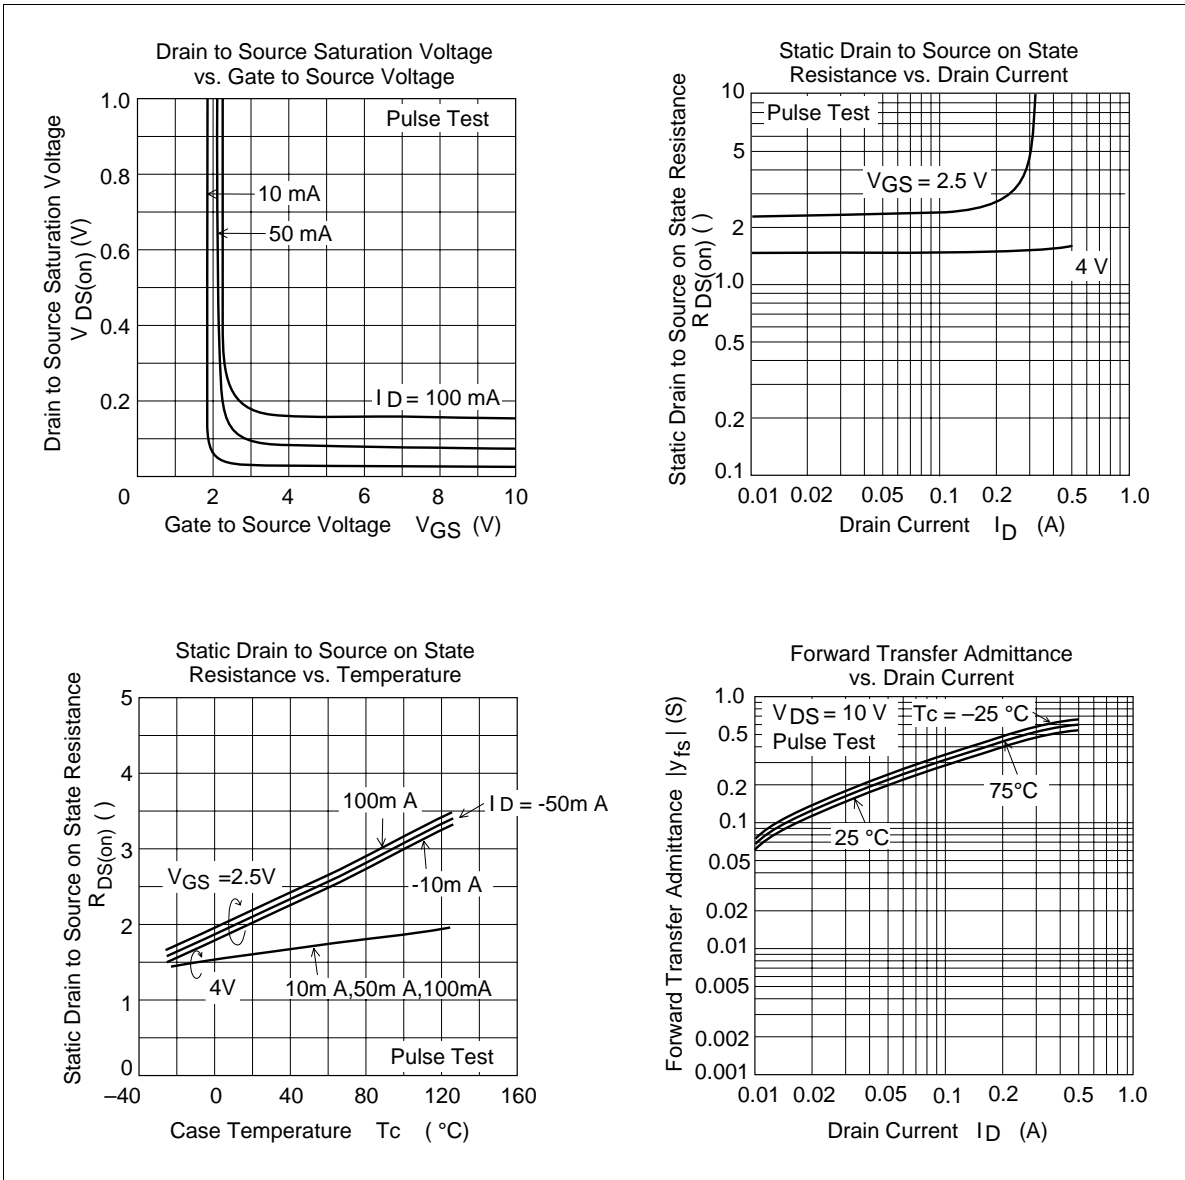 Drain to Source Saturation Voltage
vs. Gate to Source Voltage
Drain to Source Saturation Voltage
V DS(on) (V)
1.0
0.8
0.6
0.4
0.2
0
2
4
6
8
10
Pulse Test
10 mA
50 mA
I D = 100 mA
Gate to Source Voltage VGS (V)
Static Drain to Source on State
Resistance vs. Drain Current
Static Drain to Source on State Resistance
R DS(on) ( )
10
5
2
1.0
0.5
0.2
0.1
0.01
0.02
0.05
0.1
0.2
0.5
1.0
Pulse Test
VGS = 2.5 V
4 V
Drain Current I D (A)
Static Drain to Source on State
Resistance vs. Temperature
Static Drain to Source on State Resistance
R DS(on) ( )
5
4
3
2
1
0
–40
0
40
80
120
160
100m A
I D = -50m A
-10m A
VGS =2.5V
4V
10m A,50m A,100mA
Pulse Test
Case Temperature Tc ( °C)
Forward Transfer Admittance
vs. Drain Current
Forward Transfer Admittance |yfs| (S)
1.0
0.5
0.2
0.1
0.05
0.02
0.01
0.005
0.002
0.001
0.01
0.02
0.05
0.1
0.2
0.5
1.0
V DS = 10 V
Pulse Test
Tc = –25 °C
75°C
25 °C
Drain Current I D (A)